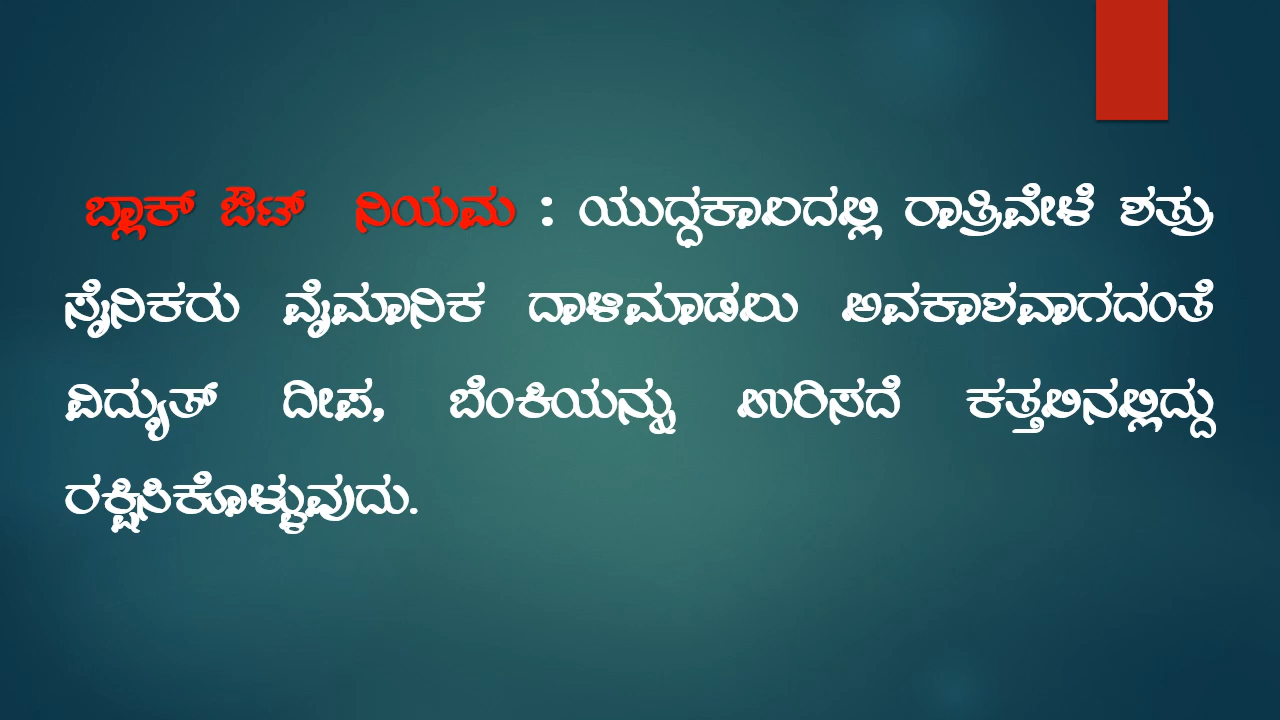 ಬ್ಲಾಕ್ ಔಟ್ ನಿಯಮ : ಯುದ್ಧಕಾಲದಲ್ಲಿ ರಾತ್ರಿವೇಳೆ ಶತ್ರು
ಸೈನಿಕರು ವೈಮಾನಿಕ ದಾಳಿಮಾಡಲು ಅವಕಾಶವಾಗದಂತೆ
ವಿದ್ಯುತ್ ದೀಪ, ಬೆಂಕಿಯನ್ನು ಉರಿಸದೆ ಕತ್ತಲಿನಲ್ಲಿದ್ದು
ರಕ್ಷಿಸಿಕೊಳ್ಳುವುದು.